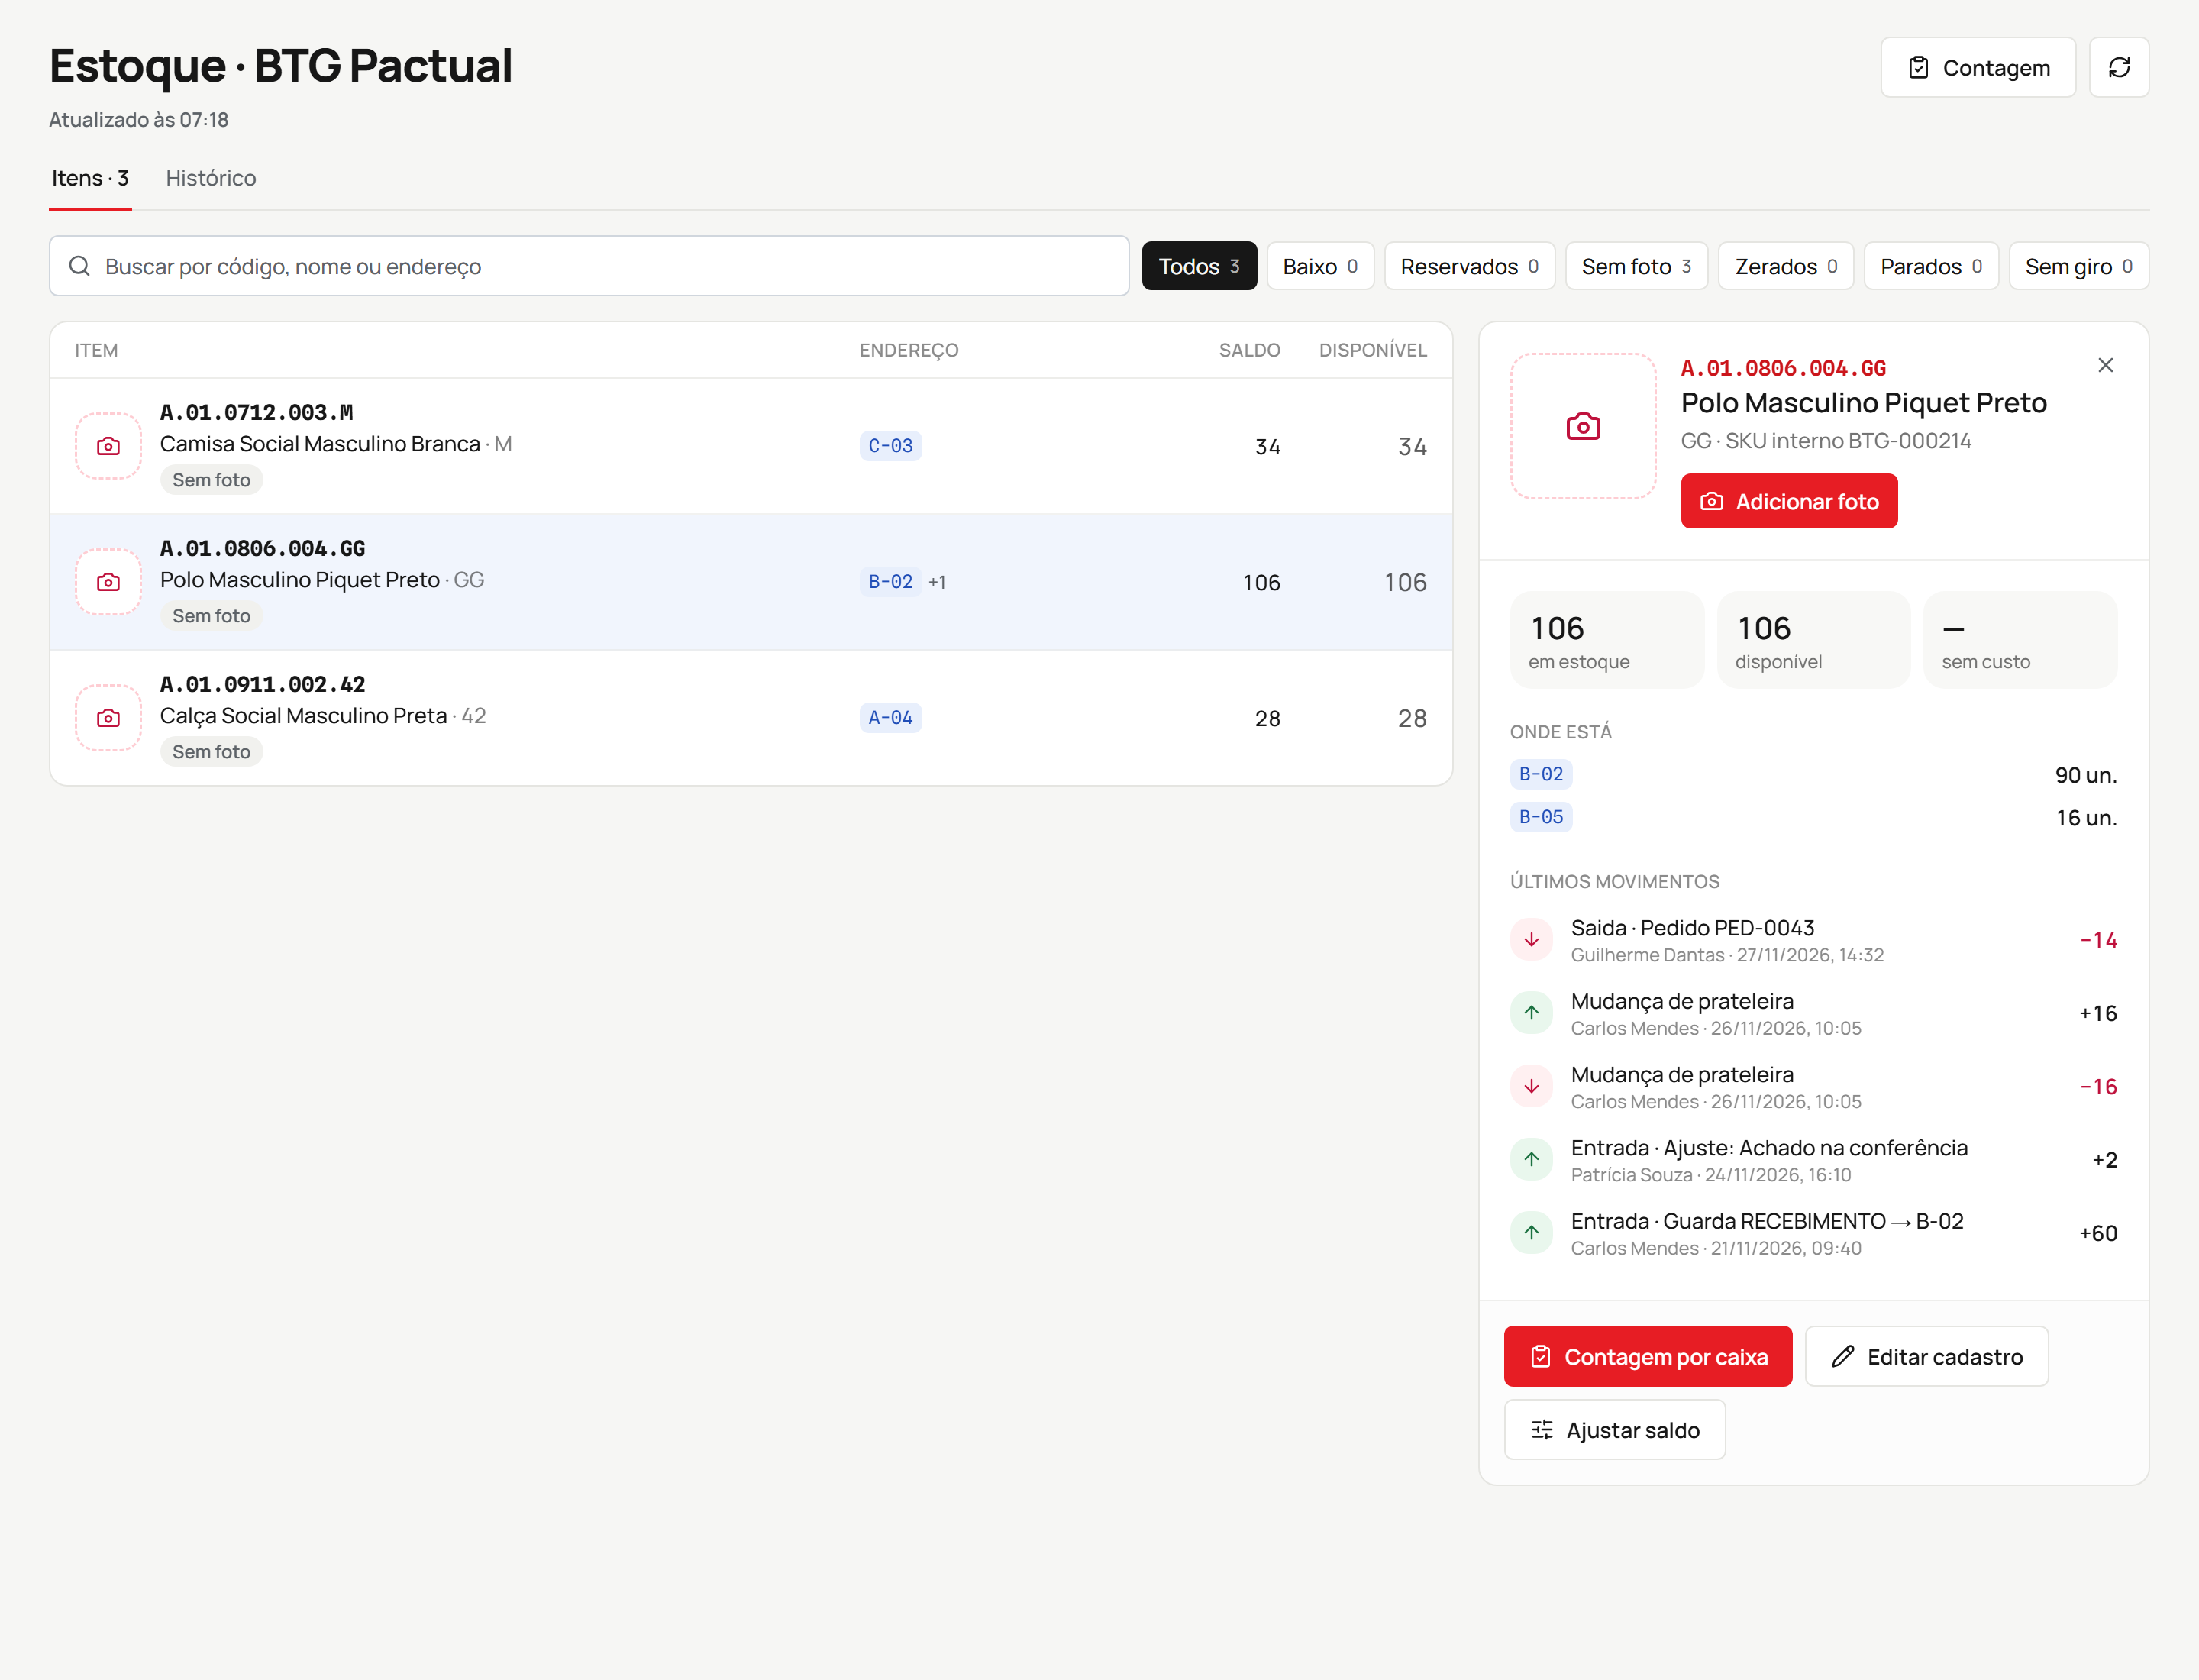 Estoque · BTG Pactual
Contagem
Atualizado às 07:18
Itens · 3
Histórico
Buscar por código, nome ou endereço
Todos 3
Baixo 0
Reservados 0
Sem foto 3
Zerados 0
Parados 0
Sem giro 0
ITEM ENDEREÇO SALDO DISPONÍVEL
A.01.0712.003.M
Camisa Social Masculino Branca · M
Sem foto
C-03
34
34
A.01.0806.004.GG
Polo Masculino Piquet Preto · GG
Sem foto
B-02 +1
106
106
A.01.0911.002.42
Calça Social Masculino Preta · 42
Sem foto
A-04
28
28
A.01.0806.004.GG
Polo Masculino Piquet Preto
GG · SKU interno BTG-000214
Adicionar foto
106
em estoque
106
disponível
—
sem custo
ONDE ESTÁ
B-02 90 un.
B-05 16 un.
ÚLTIMOS MOVIMENTOS
Saida · Pedido PED-0043
Guilherme Dantas · 27/11/2026, 14:32
−14
Mudança de prateleira
Carlos Mendes · 26/11/2026, 10:05
+16
Mudança de prateleira
Carlos Mendes · 26/11/2026, 10:05
−16
Entrada · Ajuste: Achado na conferência
Patrícia Souza · 24/11/2026, 16:10
+2
Entrada · Guarda RECEBIMENTO → B-02
Carlos Mendes · 21/11/2026, 09:40
+60
Contagem por caixa
Editar cadastro
Ajustar saldo